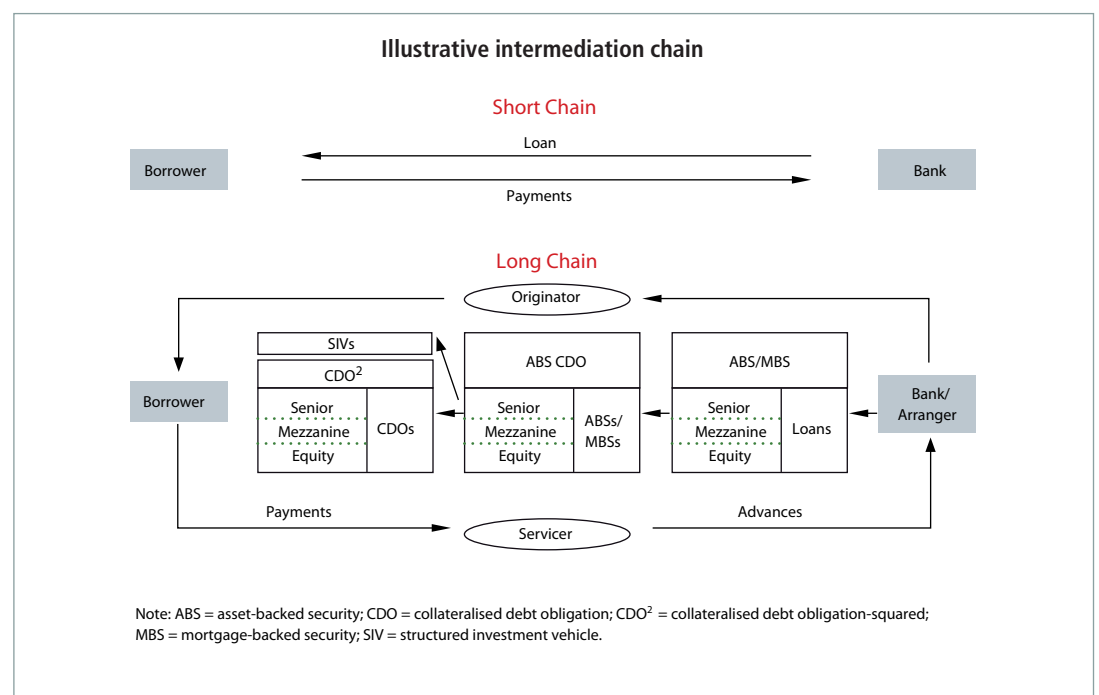 Illustrative intermediation chain
Short Chain
Loan
Borrower
Bank
Payments
Long Chain
Originator
SIVs
CDO²
Senior
Mezzanine
Equity
CDOs
ABS CDO
Senior
Mezzanine
Equity
ABSs/
MBSs
ABS/MBS
Senior
Mezzanine
Equity
Loans
Borrower
Bank/
Arranger
Payments
Servicer
Advances
Note: ABS = asset-backed security; CDO = collateralised debt obligation; CDO² = collateralised debt obligation-squared;
MBS = mortgage-backed security; SIV = structured investment vehicle.